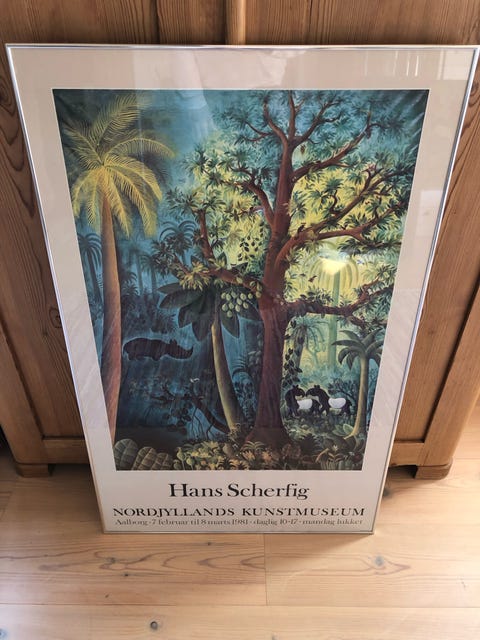 Hans Scherfig
NORDJYLLANDS KUNSTMUSEUM
Aalborg · 7 februar til 8 marts 1981 · daglig 10-17 · mandag lukket